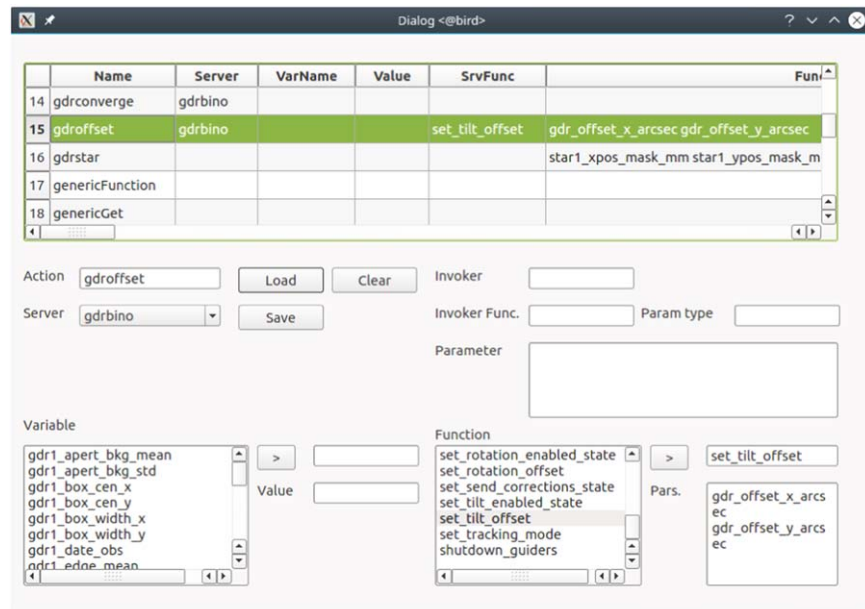 Dialog <@bird>
Name Server VarName Value SrvFunc Func
14 gdrconverge gdrbino
15 gdroffset gdrbino set_tilt_offset gdr_offset_x_arcsec gdr_offset_y_arcsec
16 gdrstar star1_xpos_mask_mm star1_ypos_mask_m
17 genericFunction
18 genericGet
Action gdroffset Load Clear Invoker
Server gdrbino Save Invoker Func. Param type
Parameter
Variable
gdr1_apert_bkg_mean
gdr1_apert_bkg_std
gdr1_box_cen_x
gdr1_box_cen_y
gdr1_box_width_x
gdr1_box_width_y
gdr1_date_obs
gdr1_edge_mean
>
Value
Function
set_rotation_enabled_state
set_rotation_offset
set_send_corrections_state
set_tilt_enabled_state
set_tilt_offset
set_tracking_mode
shutdown_guiders
> set_tilt_offset
Pars.
gdr_offset_x_arcs
ec
gdr_offset_y_arcs
ec